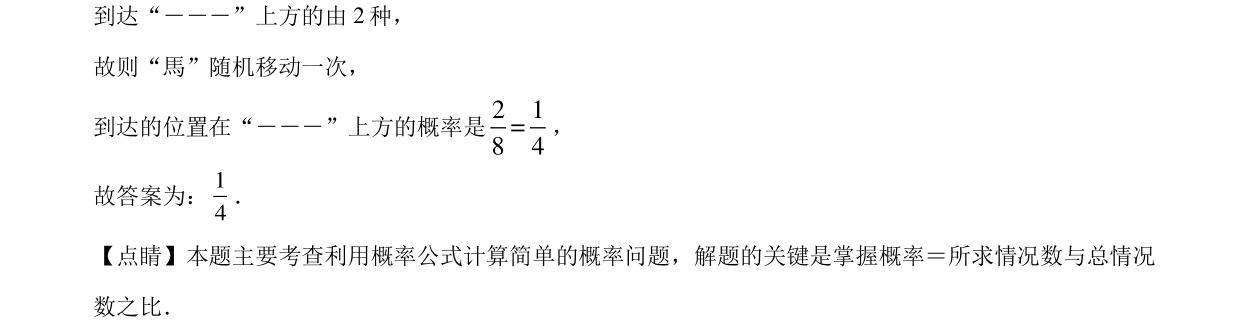 到达“－－－”上方的由 2 种，
故则“馬”随机移动一次，
到达的位置在“－－－”上方的概率是 2/8 = 1/4，
故答案为：1/4．
【点睛】本题主要考查利用概率公式计算简单的概率问题，解题的关键是掌握概率＝所求情况数与总情况
数之比．